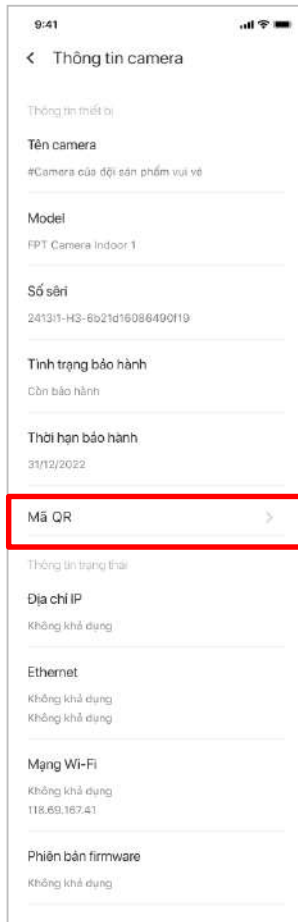 9:41
Thông tin camera
Thông tin thiết bị
Tên camera
#Camera của đội sản phẩm vui vẻ
Model
FPT Camera Indoor 1
Số sêri
Tình trạng bảo hành
Còn bảo hành
Thời hạn bảo hành
31/12/2022
Mã QR
Thông tin trạng thái
Địa chỉ IP
Không khả dụng
Ethernet
Không khả dụng
Không khả dụng
Mạng Wi-Fi
Không khả dụng
118.69.167.41
Phiên bản firmware
Không khả dụng